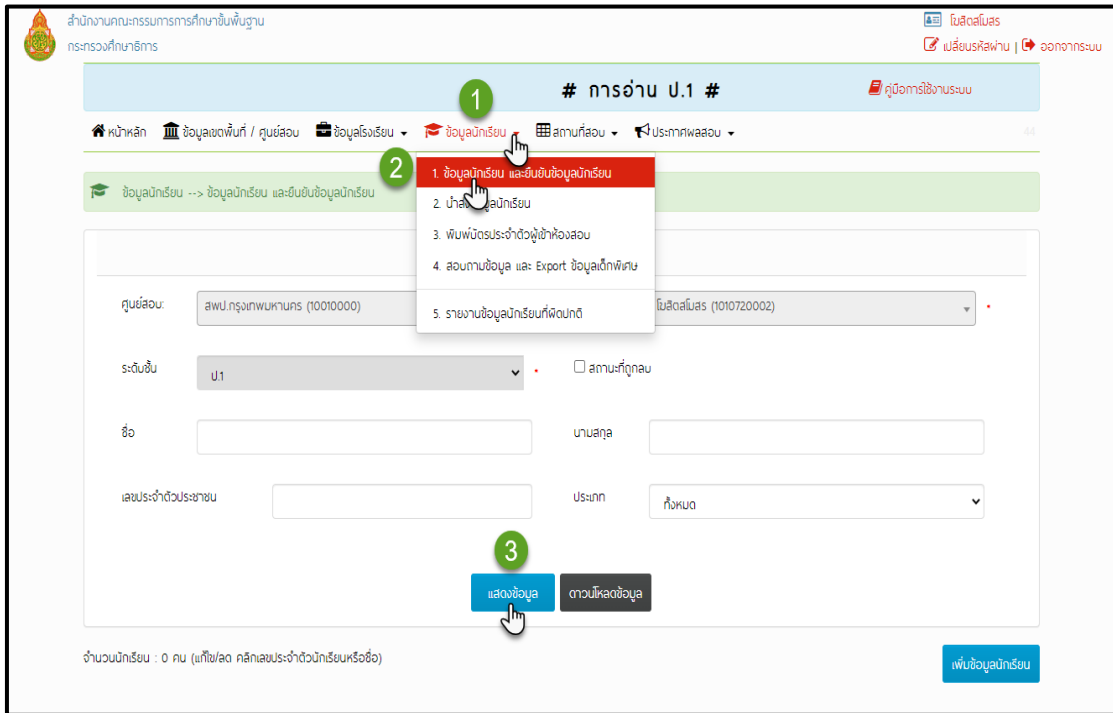 สำนักงานคณะกรรมการการศึกษาขั้นพื้นฐาน
กระทรวงศึกษาธิการ
โฆสิตสโมสร
เปลี่ยนรหัสผ่าน | ออกจากระบบ
# การอ่าน ป.1 #
คู่มือการใช้งานระบบ
1
หน้าหลัก ข้อมูลเขตพื้นที่ / ศูนย์สอบ ข้อมูลโรงเรียน ข้อมูลนักเรียน สถานที่สอบ ประกาศผลสอบ 44
2
1. ข้อมูลนักเรียน และยืนยันข้อมูลนักเรียน
ข้อมูลนักเรียน --> ข้อมูลนักเรียน และยืนยันข้อมูลนักเรียน
2. นำส่งข้อมูลนักเรียน
3. พิมพ์บัตรประจำตัวผู้เข้าห้องสอบ
4. สอบถามข้อมูล และ Export ข้อมูลเด็กพิเศษ
5. รายงานข้อมูลนักเรียนที่ผิดปกติ
ศูนย์สอบ: สพป.กรุงเทพมหานคร (10010000) โฆสิตสโมสร (1010720002) *
ระดับชั้น ป.1 * สถานะที่ถูกลบ
ชื่อ นามสกุล
เลขประจำตัวประชาชน ประเภท ทั้งหมด
3
แสดงข้อมูล ดาวน์โหลดข้อมูล
จำนวนนักเรียน : 0 คน (แก้ไข/ลด คลิกเลขประจำตัวนักเรียนหรือชื่อ)
เพิ่มข้อมูลนักเรียน